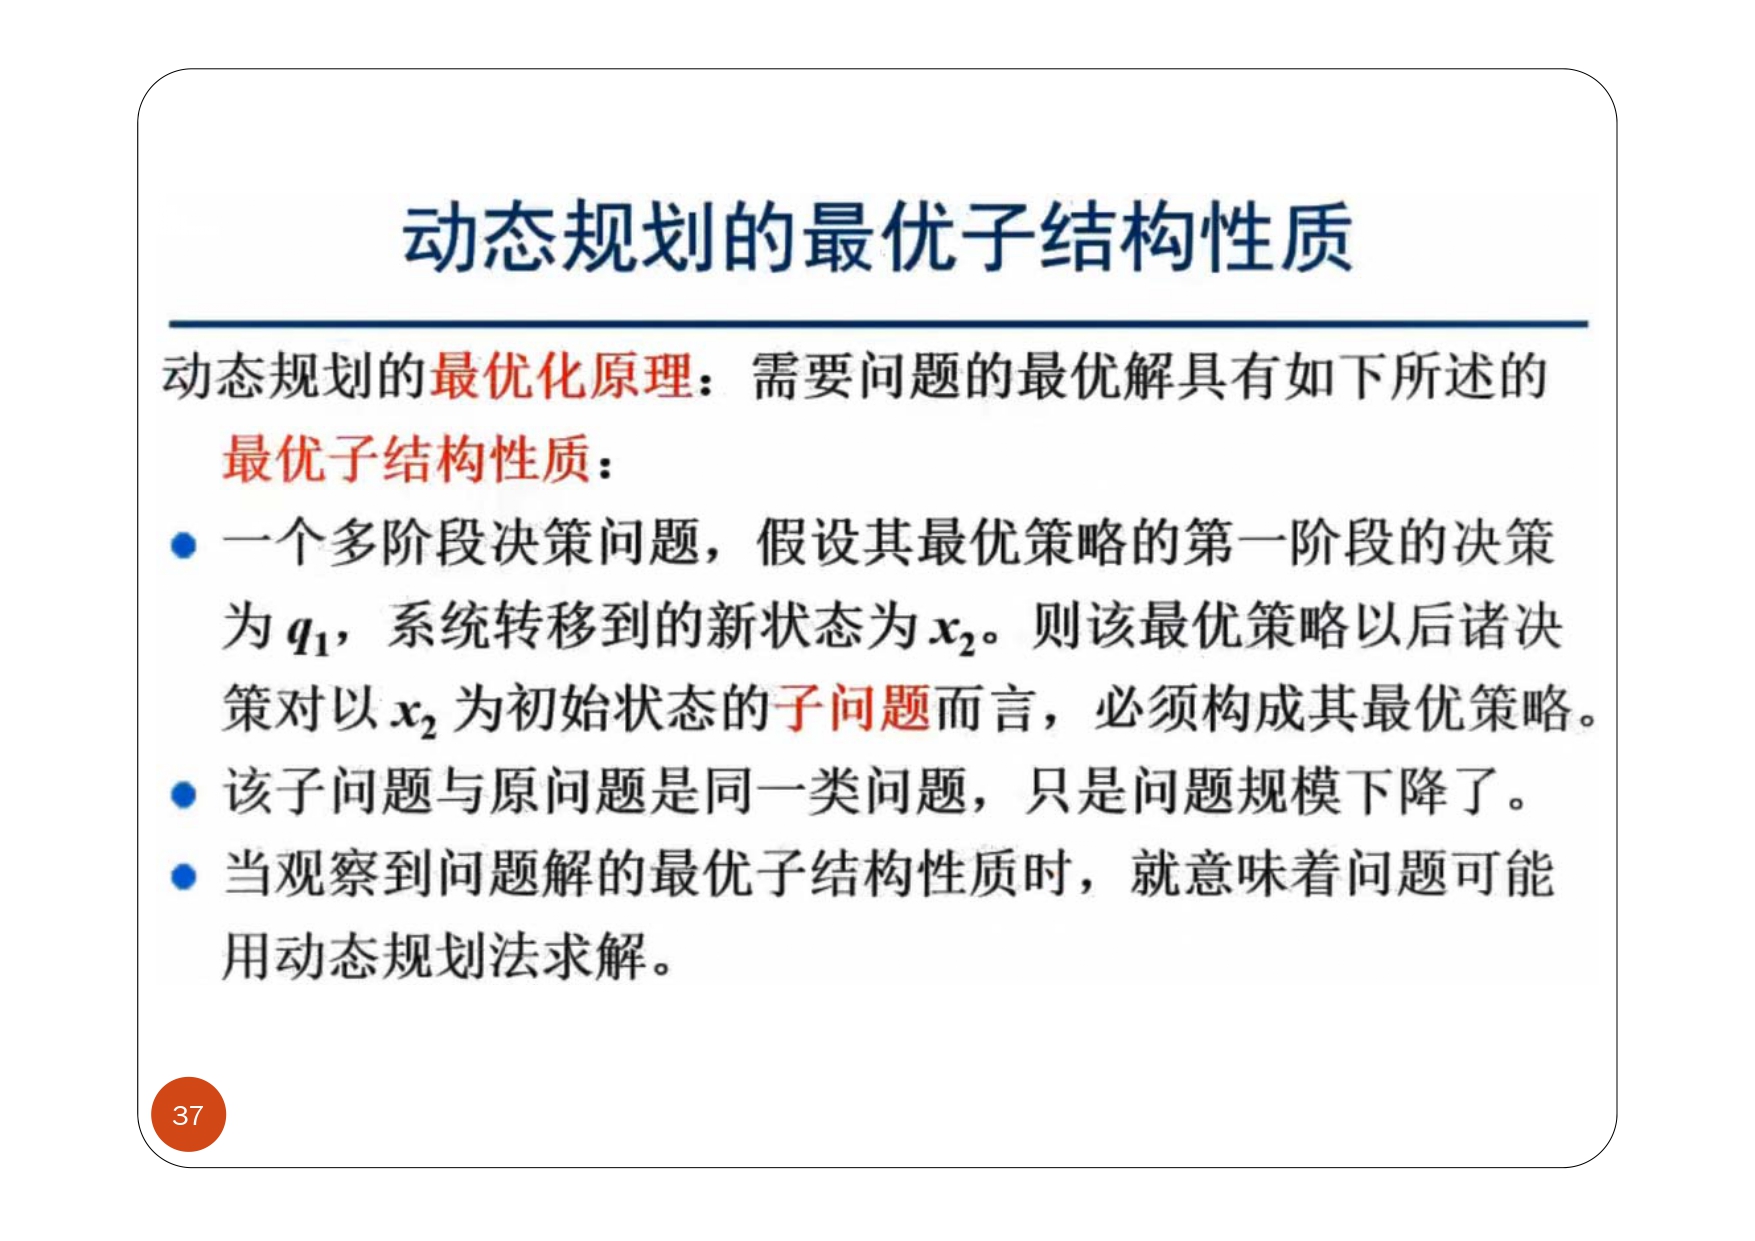 动态规划的最优子结构性质
动态规划的最优化原理：需要问题的最优解具有如下所述的
最优子结构性质：
● 一个多阶段决策问题，假设其最优策略的第一阶段的决策
为 q₁，系统转移到的新状态为 x₂。则该最优策略以后诸决
策对以 x₂ 为初始状态的子问题而言，必须构成其最优策略。
● 该子问题与原问题是同一类问题，只是问题规模下降了。
● 当观察到问题解的最优子结构性质时，就意味着问题可能
用动态规划法求解。
37